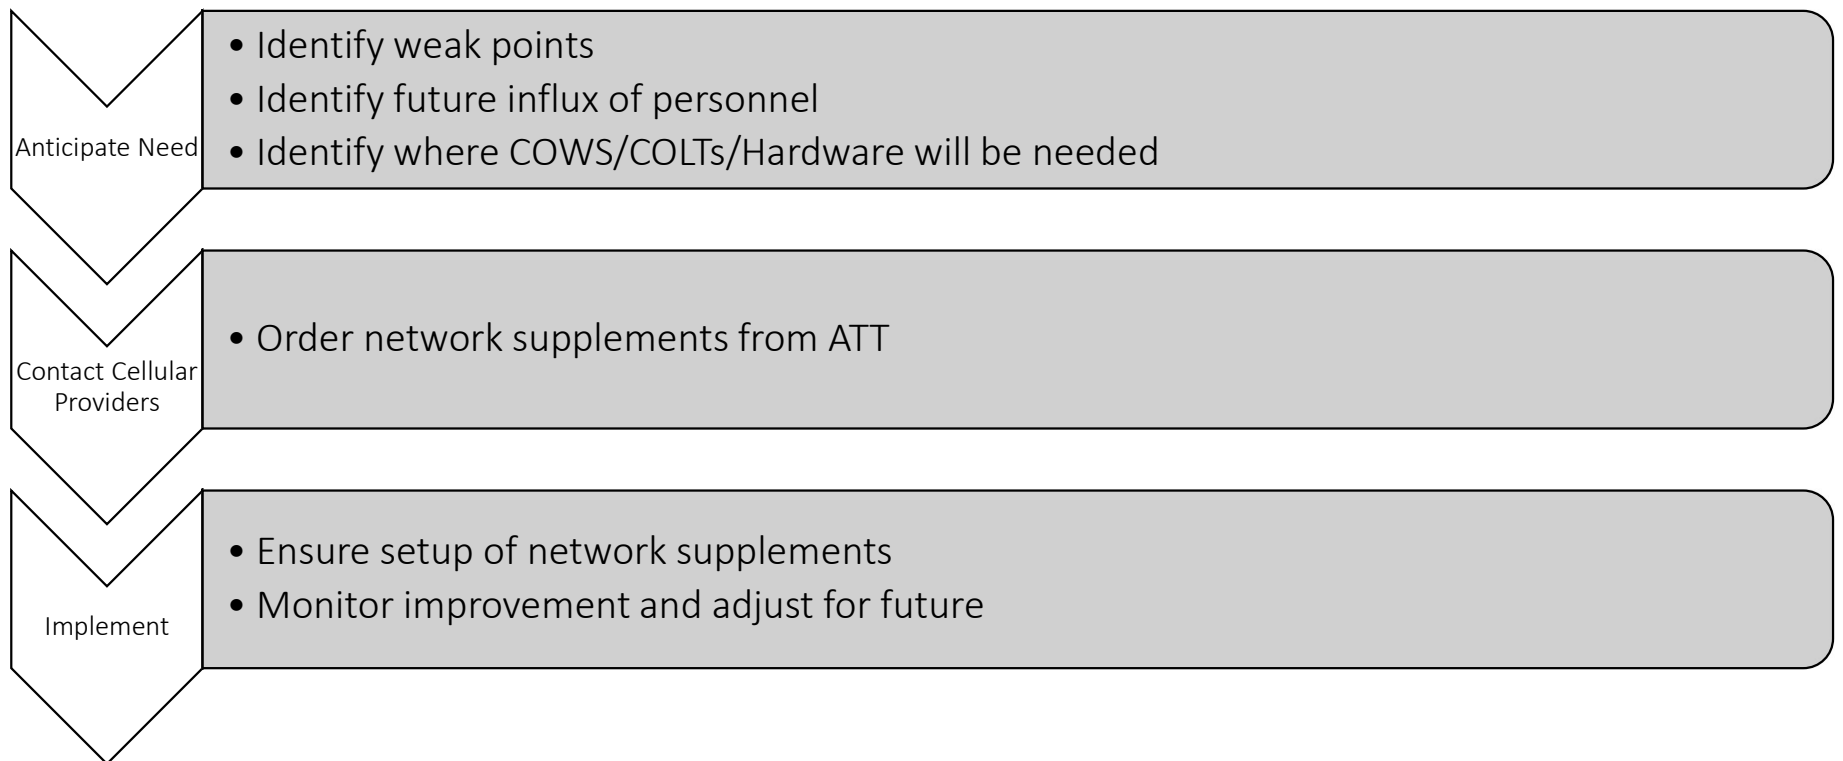 Anticipate Need
• Identify weak points
• Identify future influx of personnel
• Identify where COWS/COLTs/Hardware will be needed
Contact Cellular
Providers
• Order network supplements from ATT
Implement
• Ensure setup of network supplements
• Monitor improvement and adjust for future